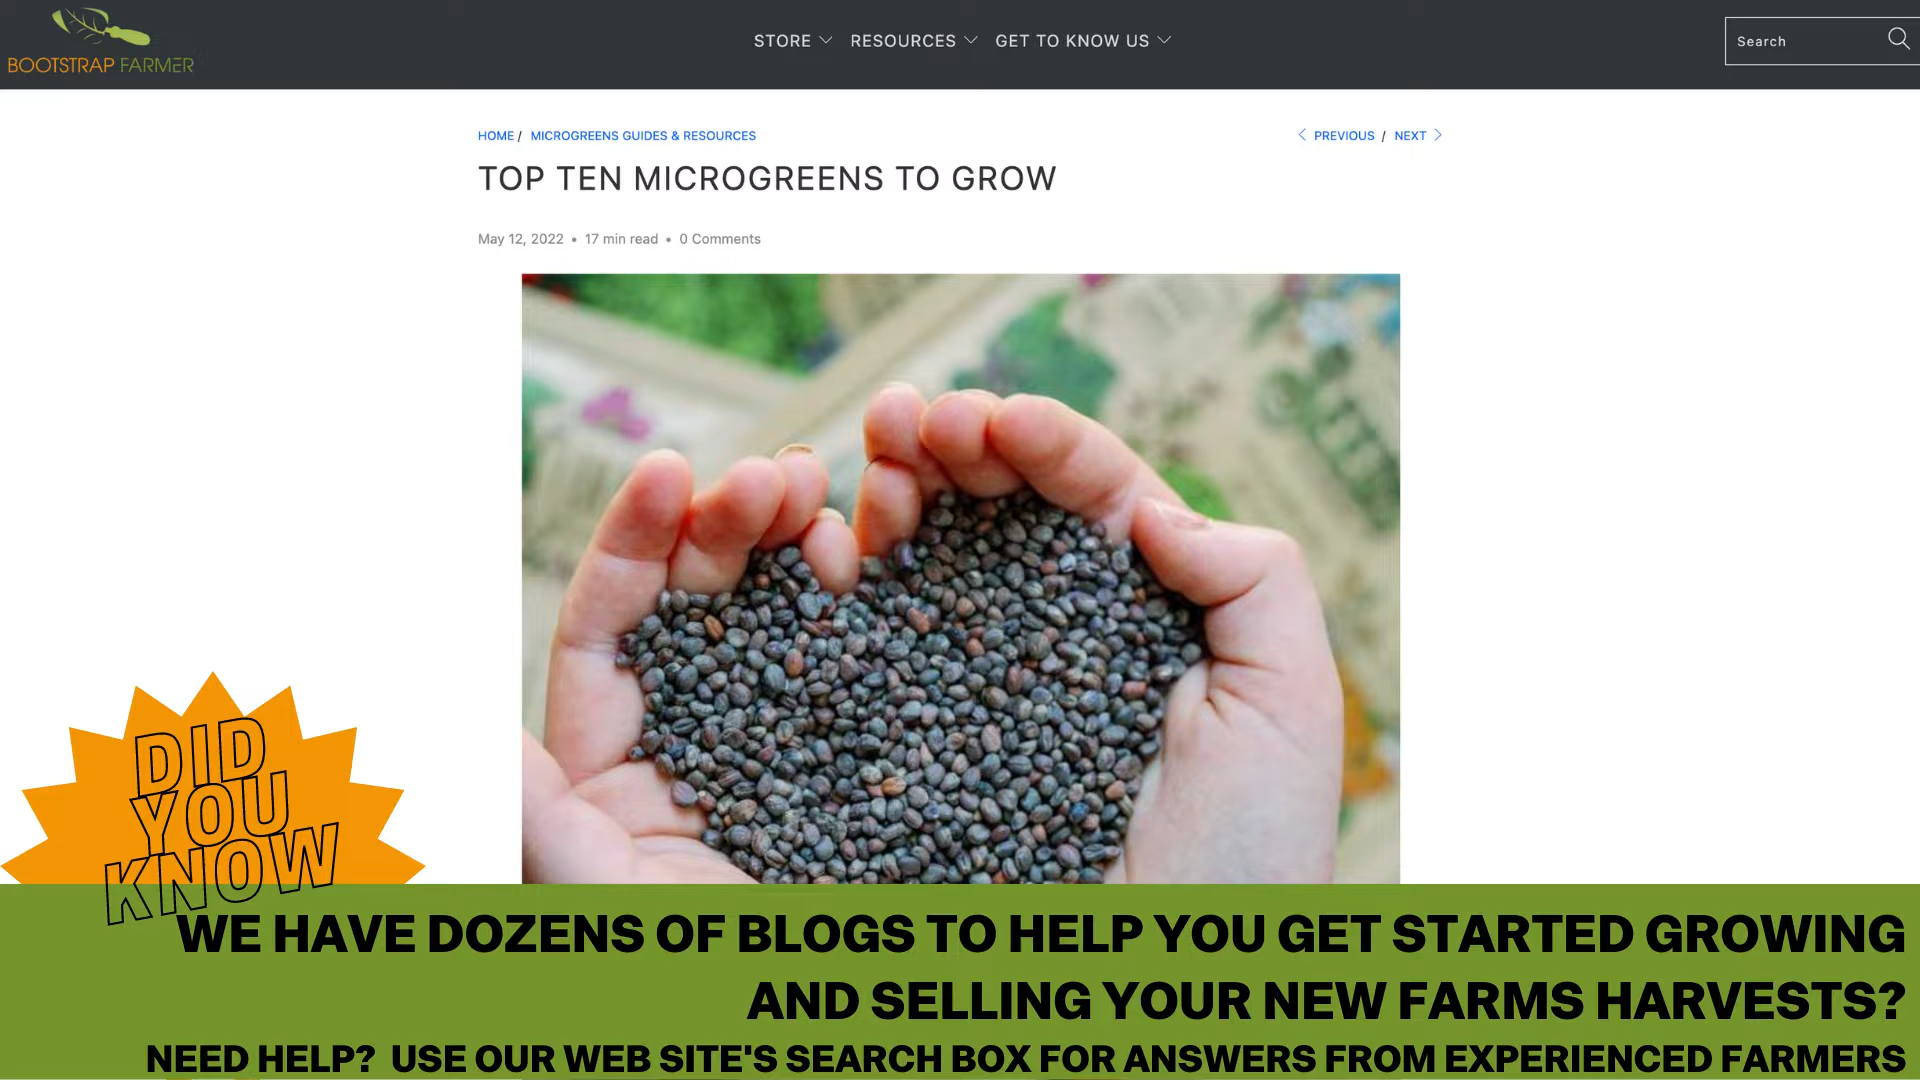 BOOTSTRAP FARMER
STORE RESOURCES GET TO KNOW US
Search
HOME / MICROGREENS GUIDES & RESOURCES
PREVIOUS / NEXT
TOP TEN MICROGREENS TO GROW
May 12, 2022 • 17 min read • 0 Comments
DID
YOU
KNOW
WE HAVE DOZENS OF BLOGS TO HELP YOU GET STARTED GROWING
AND SELLING YOUR NEW FARMS HARVESTS?
NEED HELP? USE OUR WEB SITE'S SEARCH BOX FOR ANSWERS FROM EXPERIENCED FARMERS